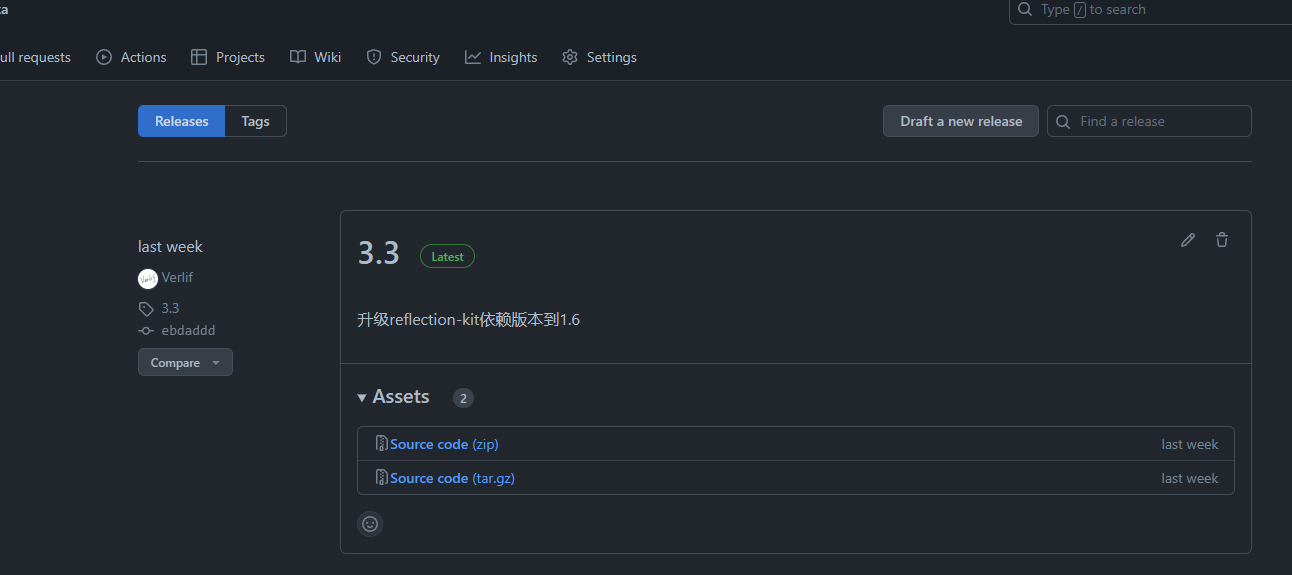 ta
Type / to search
ull requests Actions Projects Wiki Security Insights Settings
Releases Tags Draft a new release Find a release
last week
Verlif
3.3
ebdaddd
Compare
3.3 Latest
升级reflection-kit依赖版本到1.6
Assets 2
Source code (zip) last week
Source code (tar.gz) last week